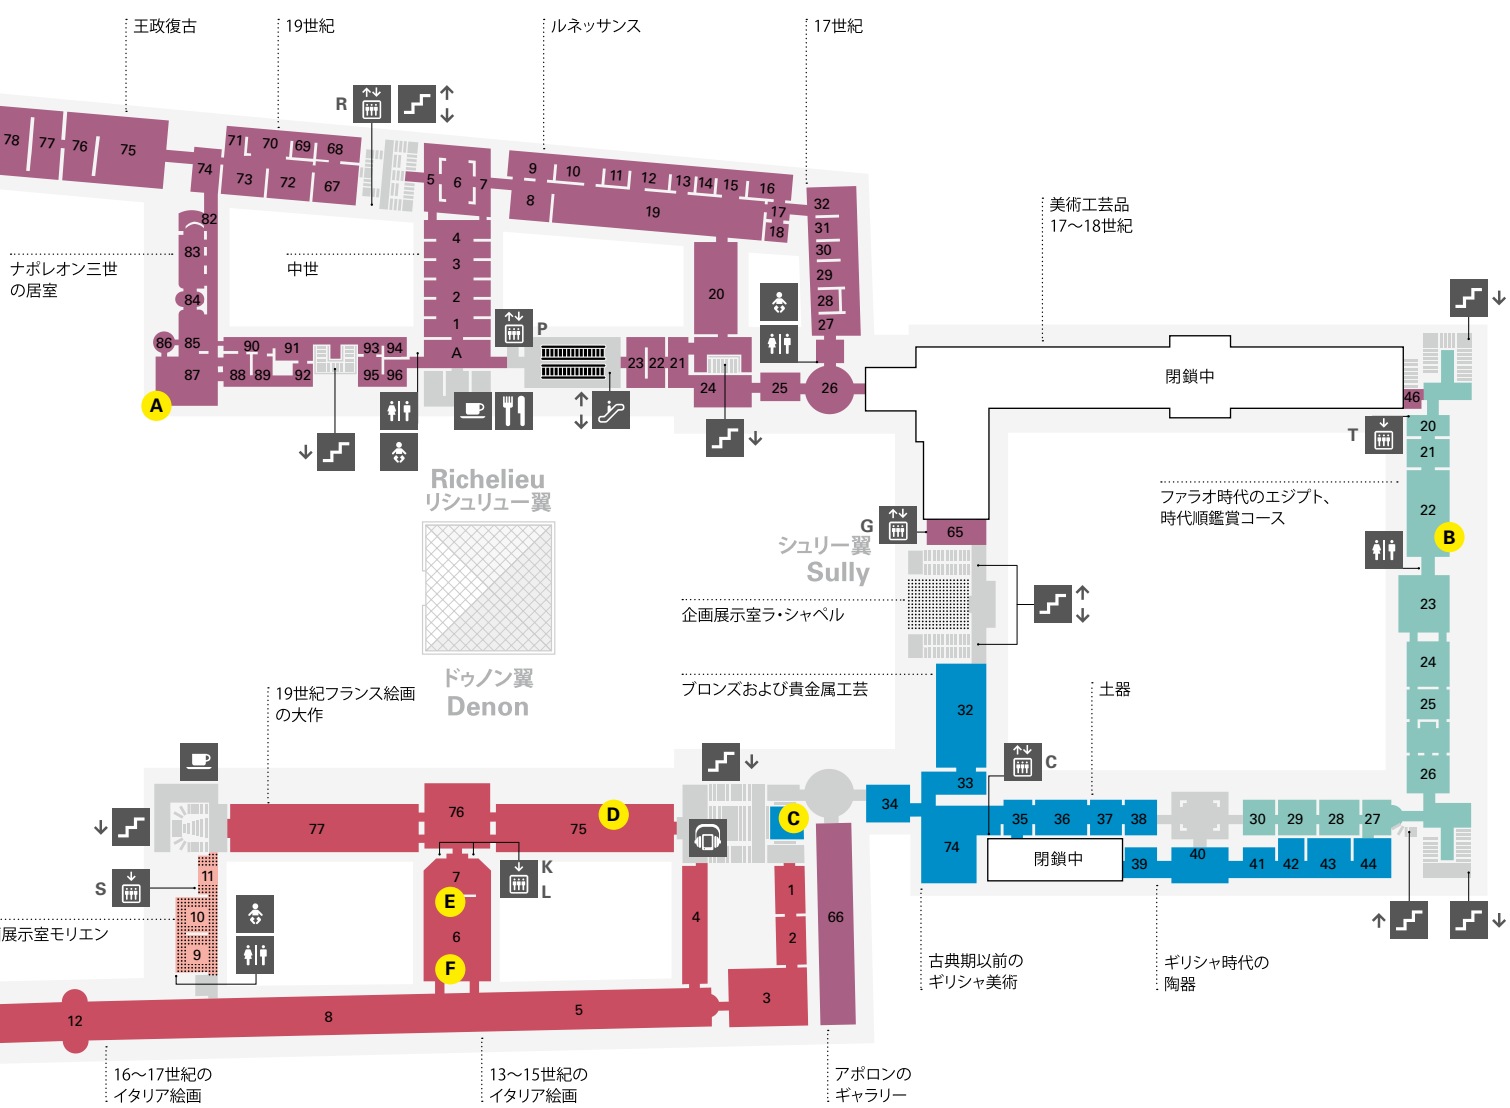 王政復古
19世紀
ルネッサンス
17世紀
R
78 77 76 75 74
71 70 69 68
73 72 67
5 6 7
9 10 11 12 13 14 15 16
8 19 17 18
32
31
30
29
28
27
82
83
84
86 85
87
4
3
2
1
A
20
美術工芸品
17〜18世紀
ナポレオン三世
の居室
中世
P
90 91 93 94
88 89 92 95 96
23 22 21
24 25 26
閉鎖中
46
A
T
20
21
22
B
23
24
25
26
ファラオ時代のエジプト、
時代順鑑賞コース
Richelieu
リシュリュー翼
G
65
シュリー翼
Sully
企画展示室ラ・シャペル
ドゥノン翼
Denon
ブロンズおよび貴金属工芸
32
土器
19世紀フランス絵画
の大作
33
C
34
35 36 37 38
30 29 28 27
74
閉鎖中
39 40 41 42 43 44
77 76 75
D
C
K
L
S
11
10
9
7
E
6
F
4
1
2
3
66
展示室モリエン
12 8 5
古典期以前の
ギリシャ美術
ギリシャ時代の
陶器
16〜17世紀の
イタリア絵画
13〜15世紀の
イタリア絵画
アポロンの
ギャラリー